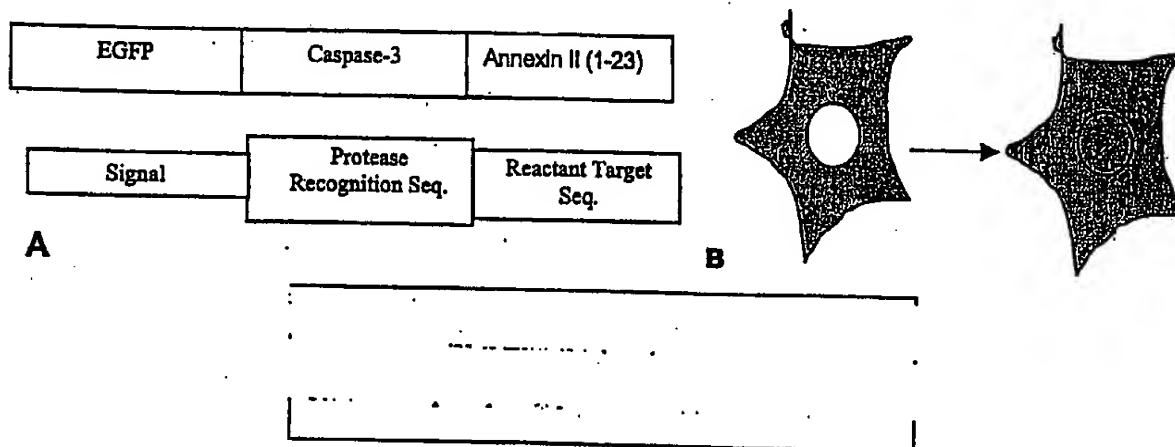 EGFP Caspase-3 Annexin II (1-23)
Signal Protease Recognition Seq. Reactant Target Seq.
A
B